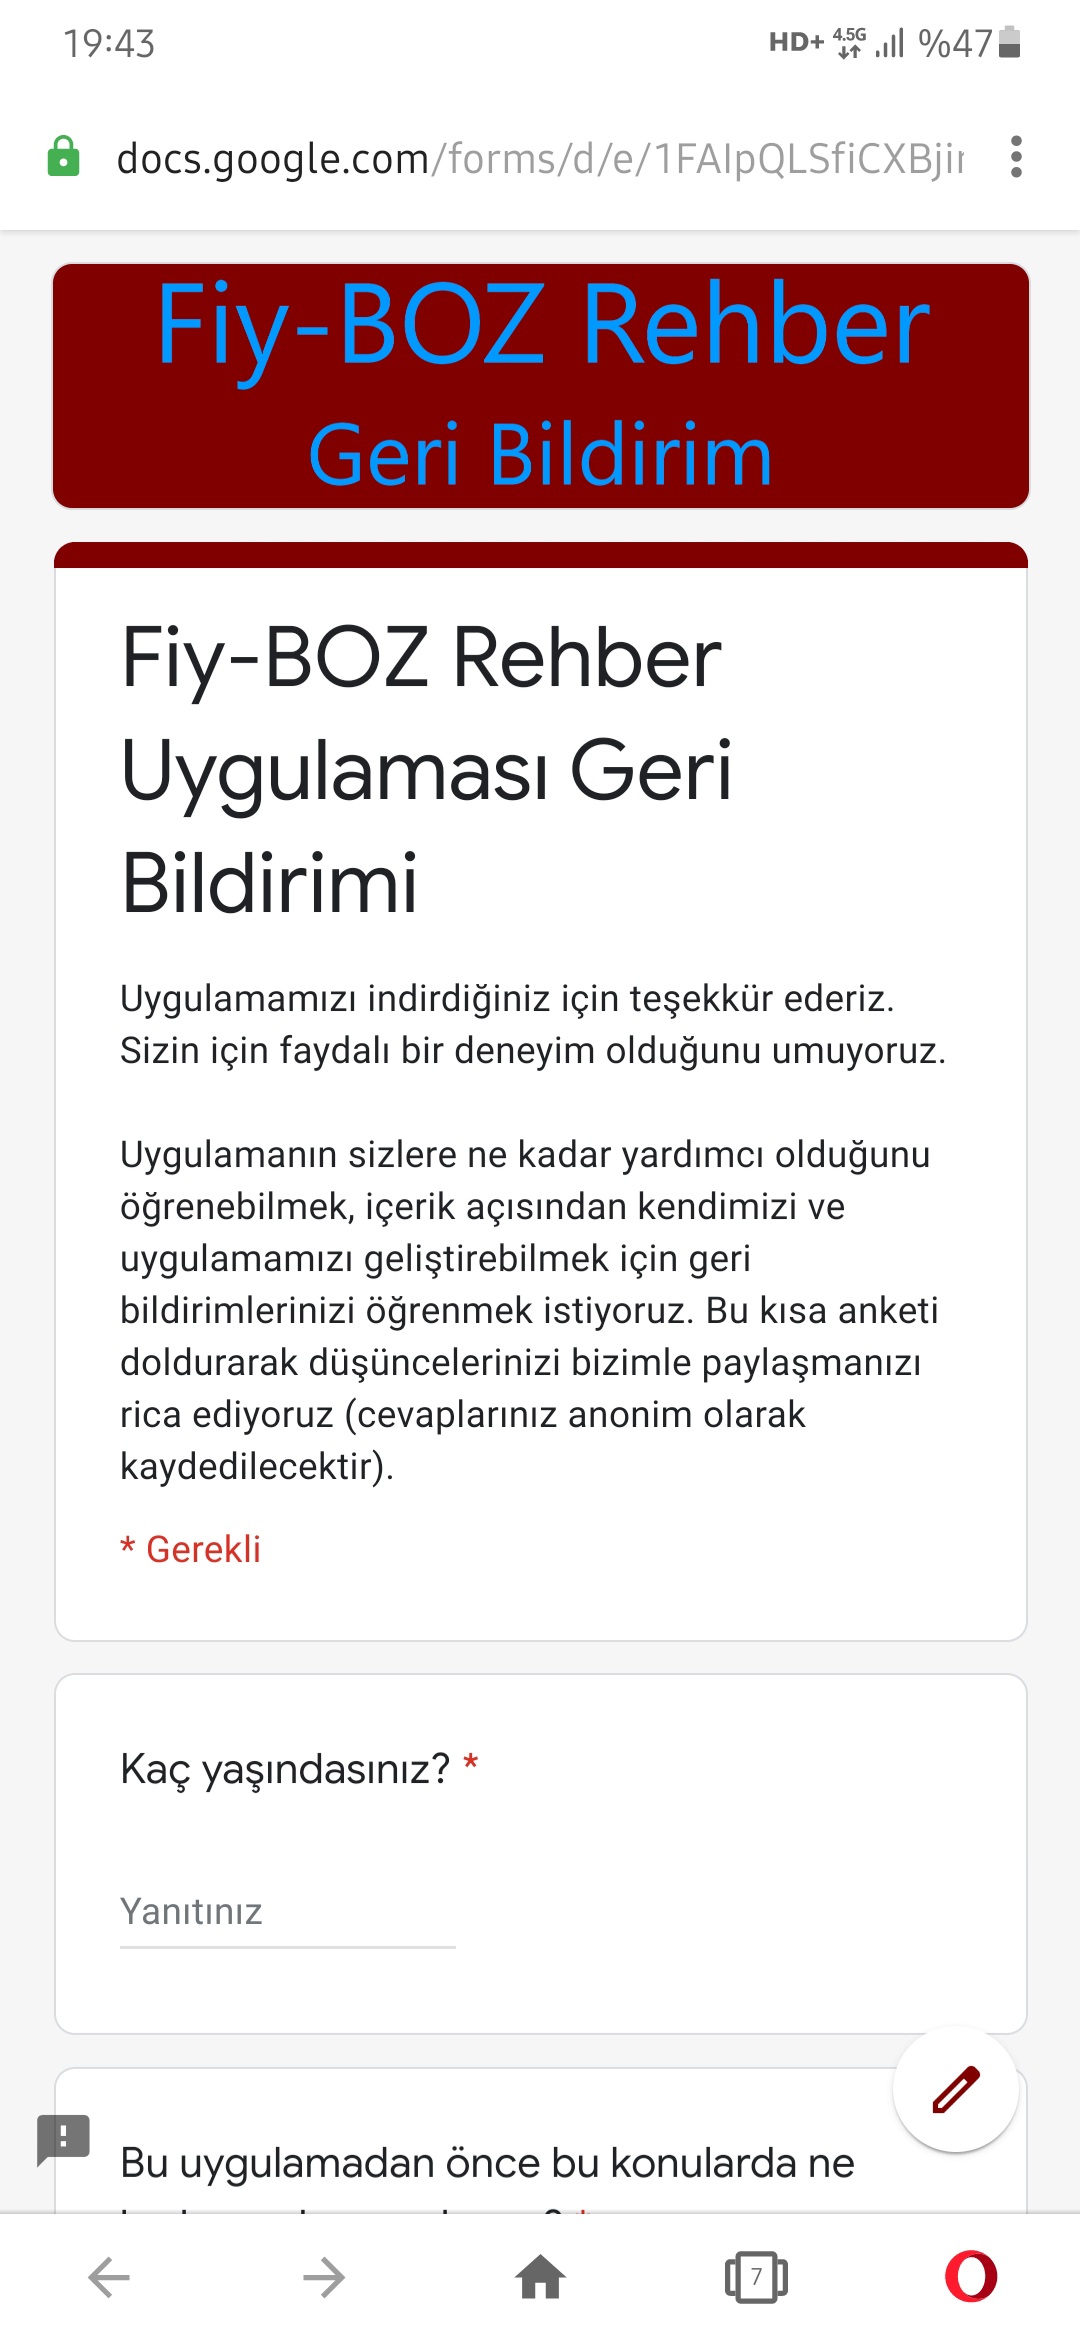 19:43
HD+ 4.5G %47
docs.google.com/forms/d/e/1FAIpQLSfiCXBjir
Fiy-BOZ Rehber
Geri Bildirim
Fiy-BOZ Rehber
Uygulaması Geri
Bildirimi
Uygulamamızı indirdiğiniz için teşekkür ederiz.
Sizin için faydalı bir deneyim olduğunu umuyoruz.
Uygulamanın sizlere ne kadar yardımcı olduğunu
öğrenebilmek, içerik açısından kendimizi ve
uygulamamızı geliştirebilmek için geri
bildirimlerinizi öğrenmek istiyoruz. Bu kısa anketi
doldurarak düşüncelerinizi bizimle paylaşmanızı
rica ediyoruz (cevaplarınız anonim olarak
kaydedilecektir).
* Gerekli
Kaç yaşındasınız? *
Yanıtınız
Bu uygulamadan önce bu konularda ne
7